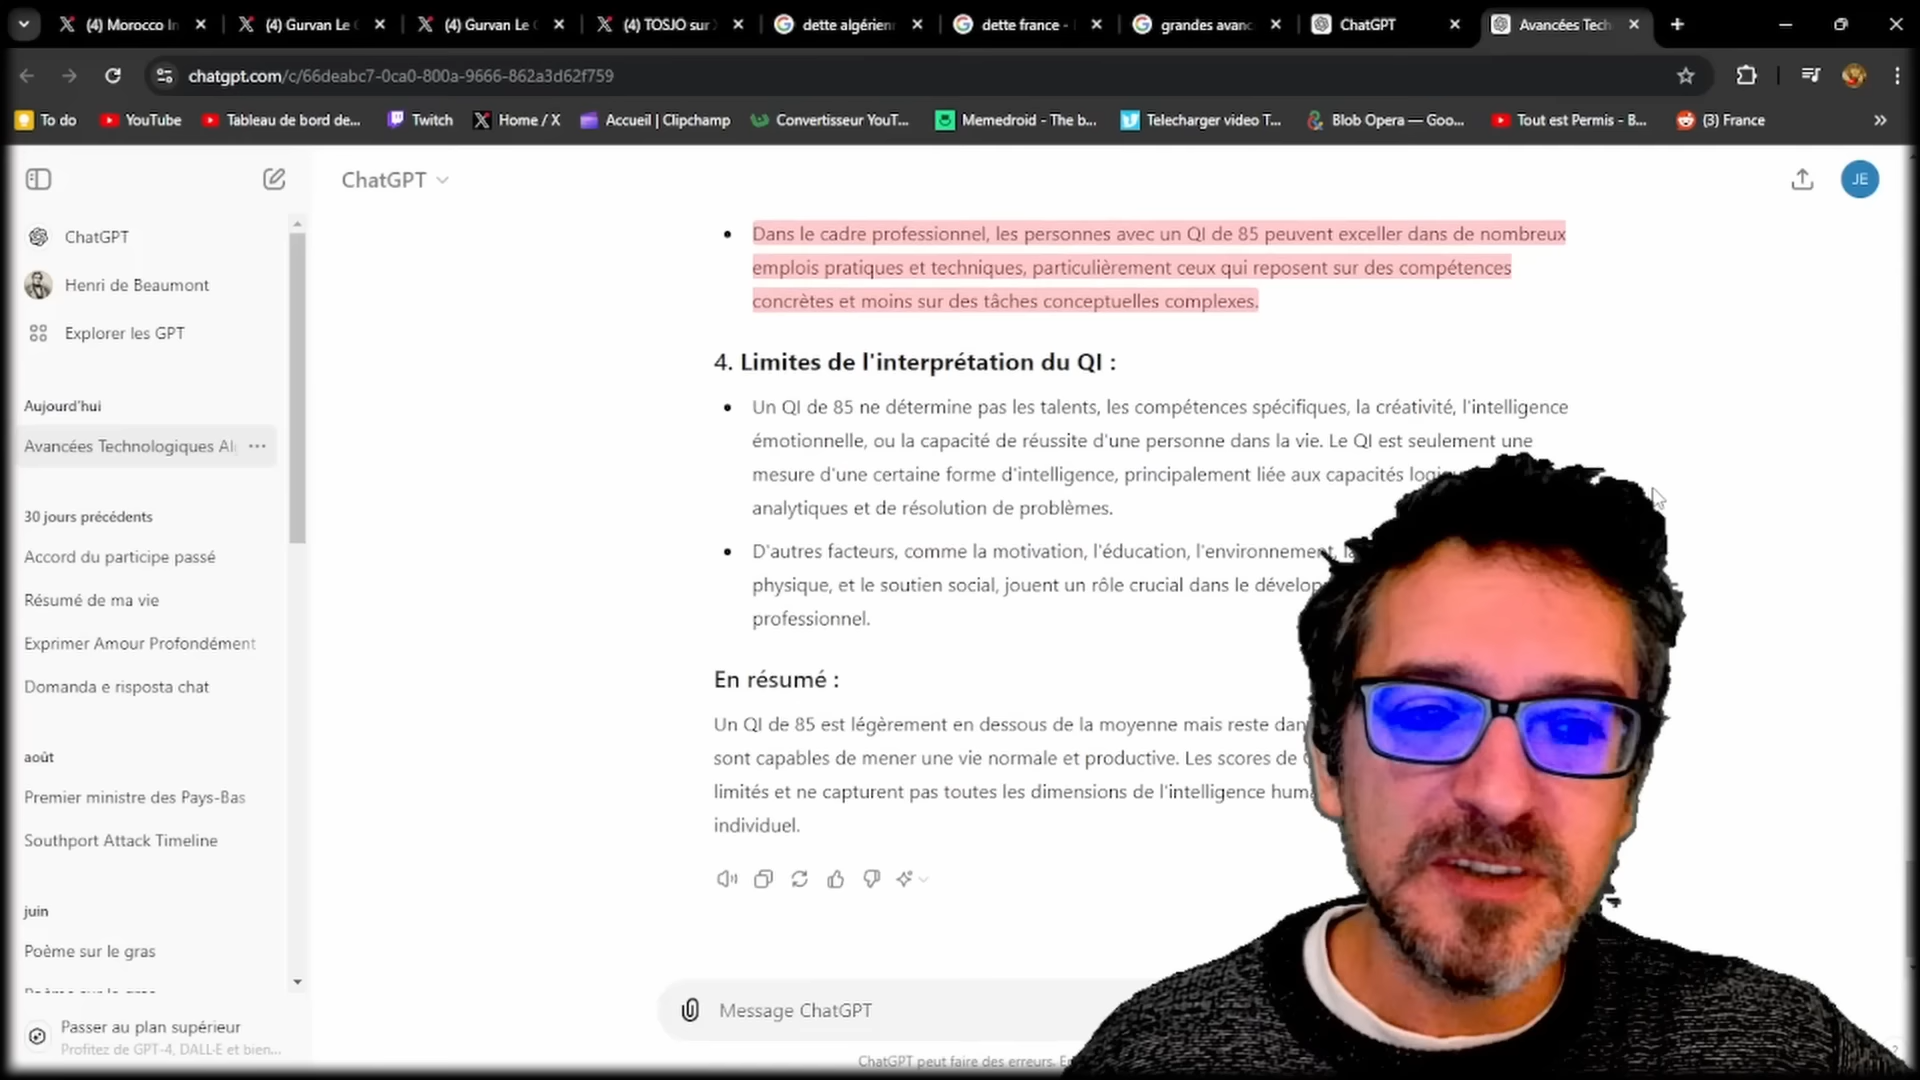 (4) Morocco In
(4) Gurvan Le
(4) Gurvan Le
(4) TOSJO sur
dette algérien
dette france -
grandes avanc
ChatGPT
Avancées Tech
chatgpt.com/c/66deabc7-0ca0-800a-9666-862a3d62f759
To do
YouTube
Tableau de bord de...
Twitch
Home / X
Accueil | Clipchamp
Convertisseur YouT...
Memedroid - The b...
Telecharger video T...
Blob Opera — Goo...
Tout est Permis - B...
(3) France
ChatGPT
JE
ChatGPT
Henri de Beaumont
Explorer les GPT
Aujourd'hui
Avancées Technologiques
30 jours précédents
Accord du participe passé
Résumé de ma vie
Exprimer Amour Profondément
Domanda e risposta chat
août
Premier ministre des Pays-Bas
Southport Attack Timeline
juin
Poème sur le gras
Passer au plan supérieur
Profitez de GPT-4, DALL·E et bien...
Dans le cadre professionnel, les personnes avec un QI de 85 peuvent exceller dans de nombreux
emplois pratiques et techniques, particulièrement ceux qui reposent sur des compétences
concrètes et moins sur des tâches conceptuelles complexes.
4. Limites de l'interprétation du QI :
Un QI de 85 ne détermine pas les talents, les compétences spécifiques, la créativité, l'intelligence
émotionnelle, ou la capacité de réussite d'une personne dans la vie. Le QI est seulement une
mesure d'une certaine forme d'intelligence, principalement liée aux capacités
analytiques et de résolution de problèmes.
D'autres facteurs, comme la motivation, l'éducation, l'environnement,
physique, et le soutien social, jouent un rôle crucial dans le
professionnel.
En résumé :
Un QI de 85 est légèrement en dessous de la moyenne mais reste
sont capables de mener une vie normale et productive. Les scores de
limités et ne capturent pas toutes les dimensions de l'intelligence
individuel.
Message ChatGPT
ChatGPT peut faire des erreurs.